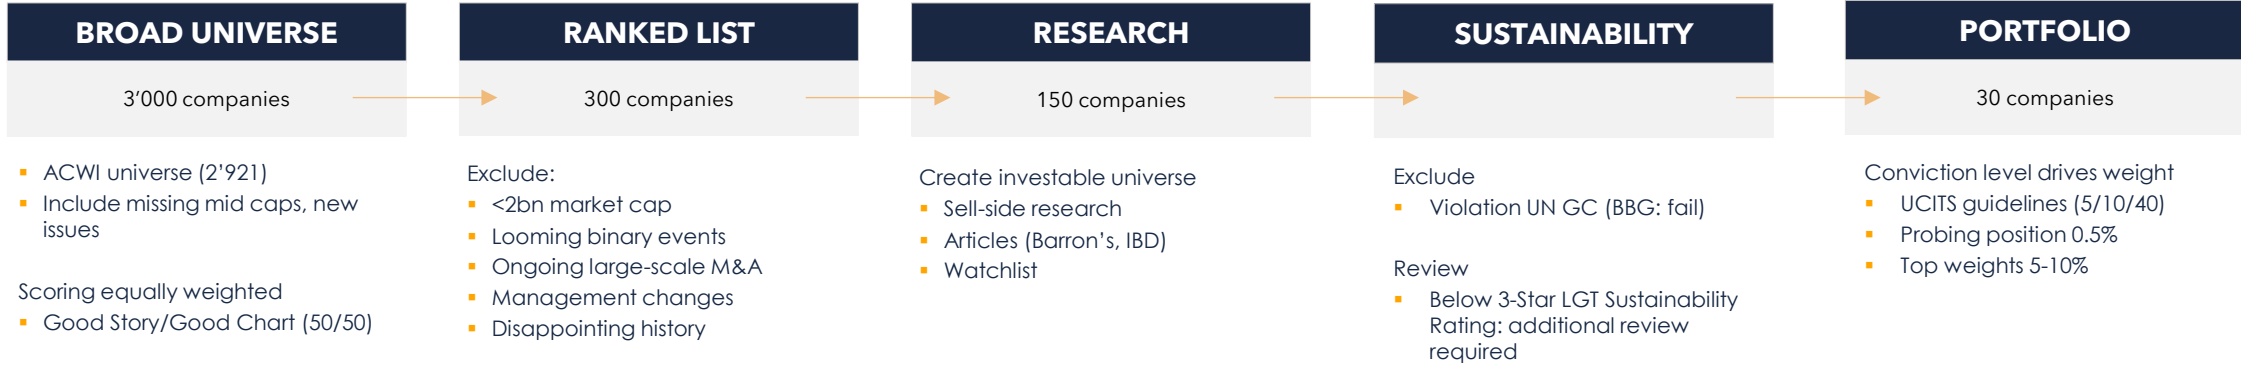 BROAD UNIVERSE
3’000 companies
ACWI universe (2’921)
Include missing mid caps, new
issues
Scoring equally weighted
Good Story/Good Chart (50/50)
RANKED LIST
300 companies
Exclude:
<2bn market cap
Looming binary events
Ongoing large-scale M&A
Management changes
Disappointing history
RESEARCH
150 companies
Create investable universe
Sell-side research
Articles (Barron’s, IBD)
Watchlist
SUSTAINABILITY
Exclude
Violation UN GC (BBG: fail)
Review
Below 3-Star LGT Sustainability
Rating: additional review
required
PORTFOLIO
30 companies
Conviction level drives weight
UCITS guidelines (5/10/40)
Probing position 0.5%
Top weights 5-10%